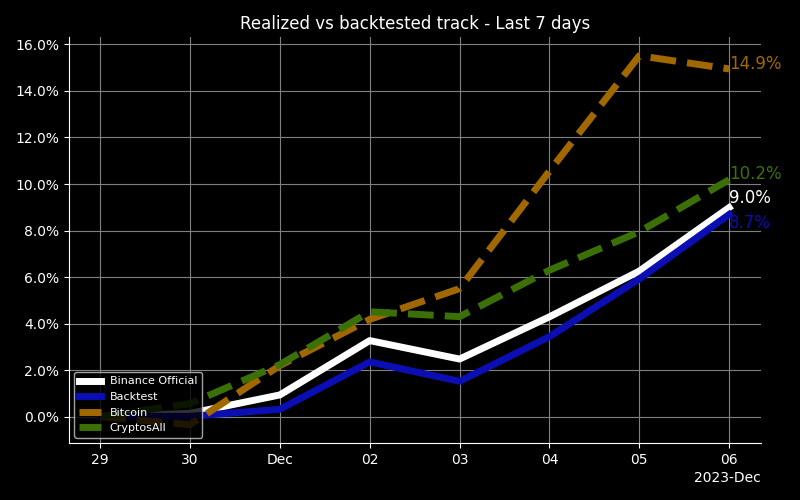 Realized vs backtested track - Last 7 days
16.0%
14.0%
12.0%
10.0%
8.0%
6.0%
4.0%
2.0%
0.0%
14.9%
10.2%
9.0%
8.7%
Binance Official
Backtest
Bitcoin
CryptosAll
29 30 Dec 02 03 04 05 06
2023-Dec